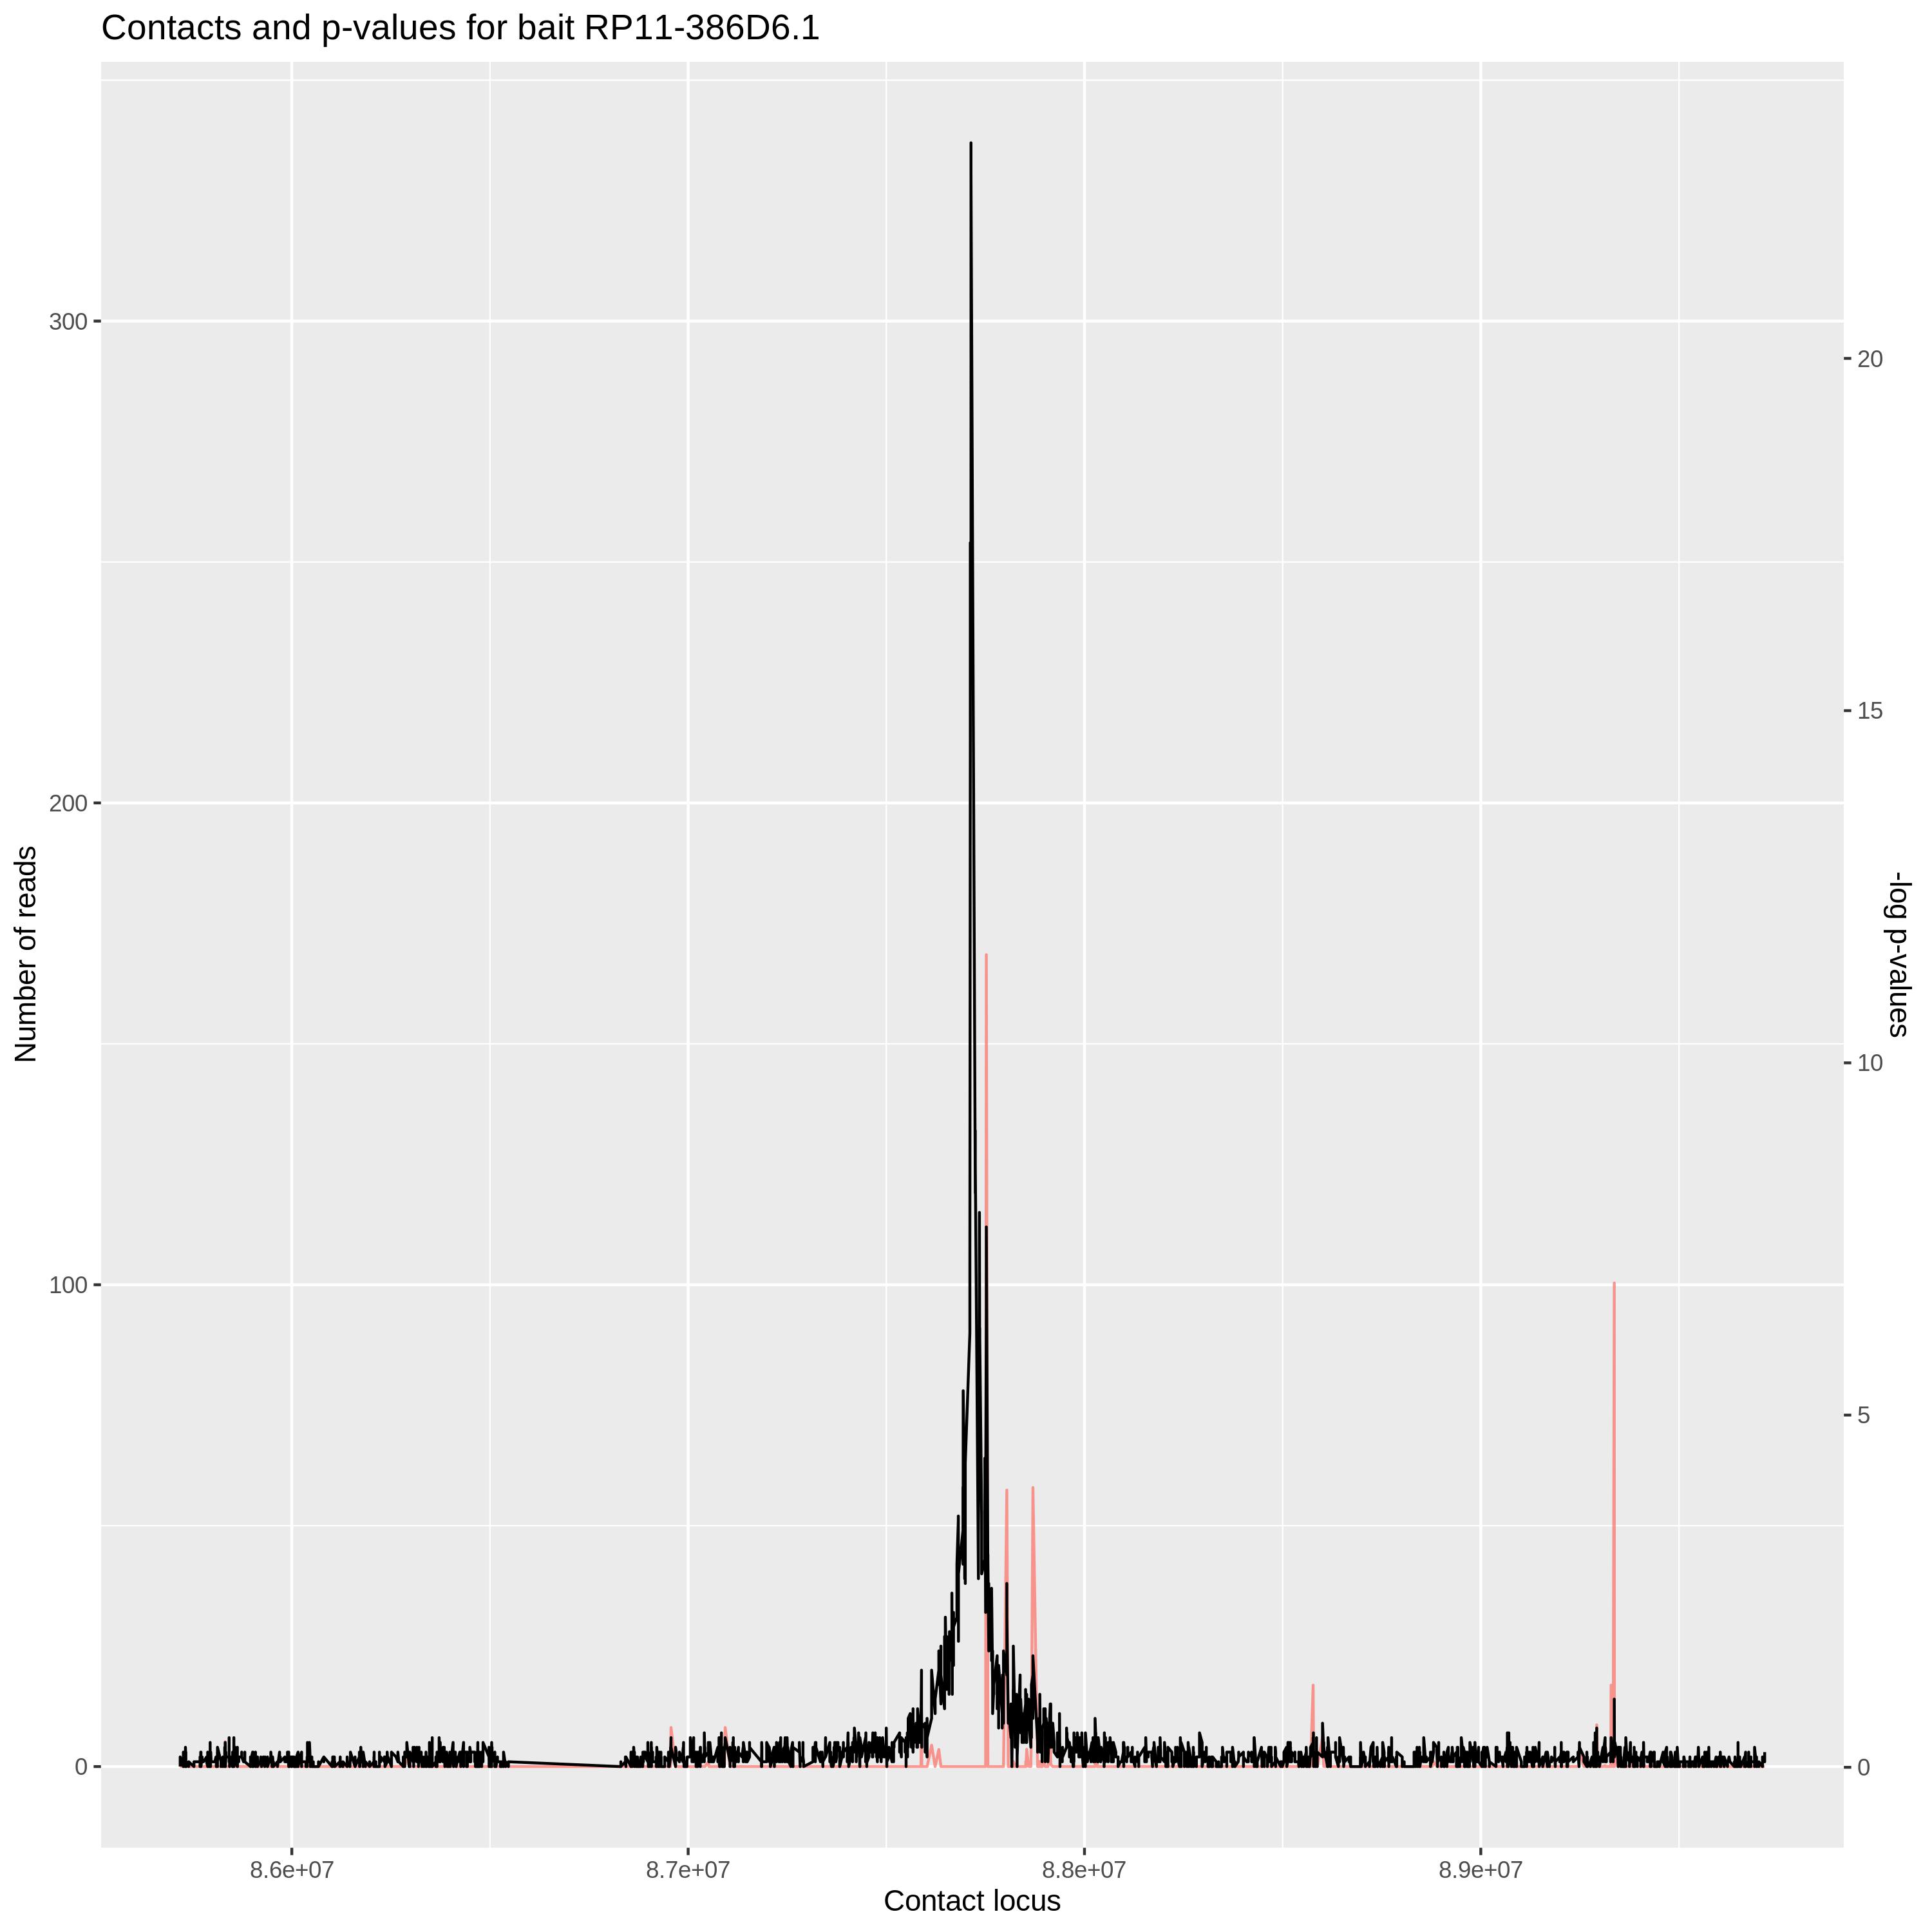 Contacts and p-values for bait RP11-386D6.1
300
200
100
0
Number of reads
20
15
10
5
0
-log p-values
8.6e+07 8.7e+07 8.8e+07 8.9e+07
Contact locus